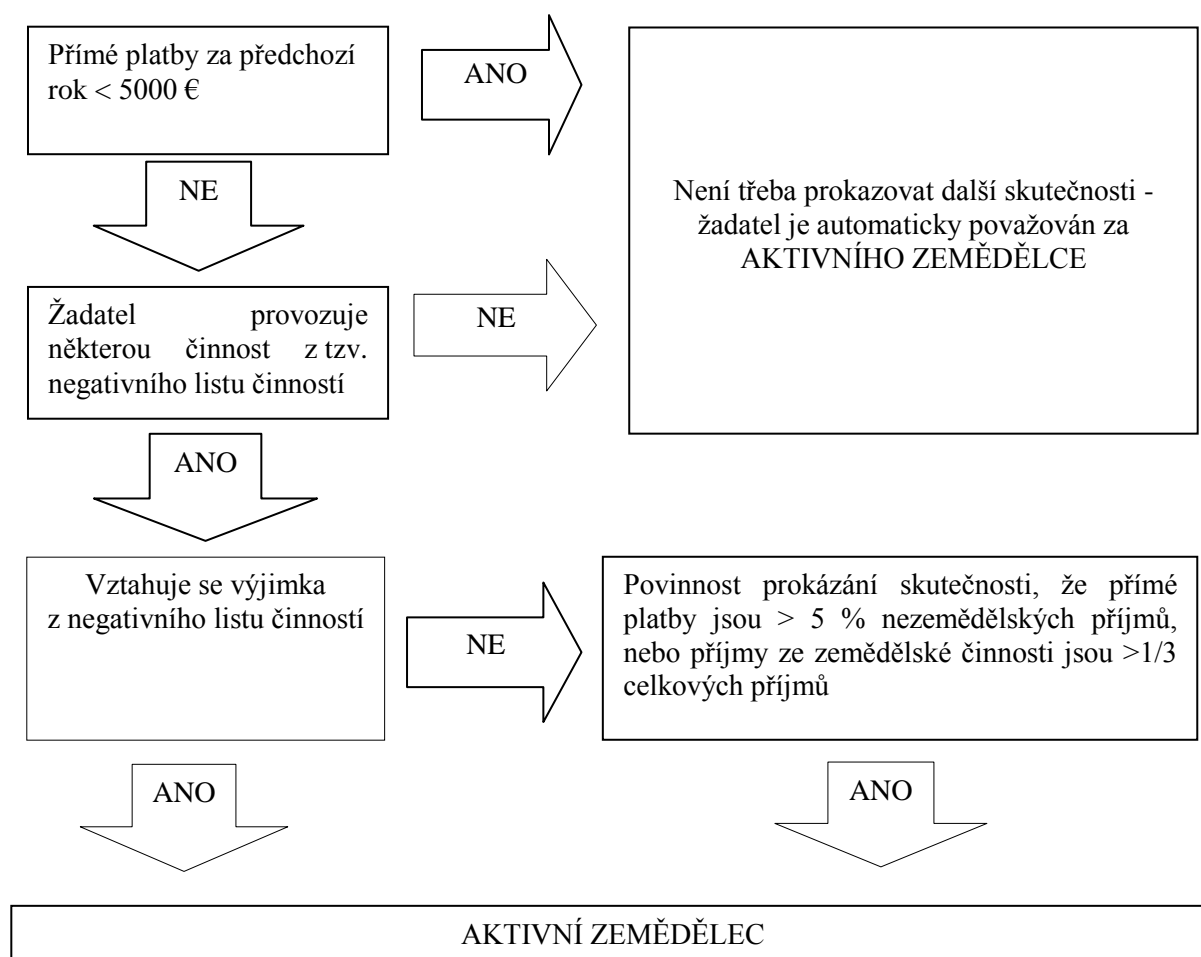 Přímé platby za předchozí
rok < 5000 €
ANO
Není třeba prokazovat další skutečnosti -
žadatel je automaticky považován za
AKTIVNÍHO ZEMĚDĚLCE
NE
Žadatel provozuje
některou činnost z tzv.
negativního listu činností
NE
ANO
Vztahuje se výjimka
z negativního listu činností
NE
Povinnost prokázání skutečnosti, že přímé
platby jsou > 5 % nezemědělských příjmů,
nebo příjmy ze zemědělské činnosti jsou >1/3
celkových příjmů
ANO
ANO
AKTIVNÍ ZEMĚDĚLEC